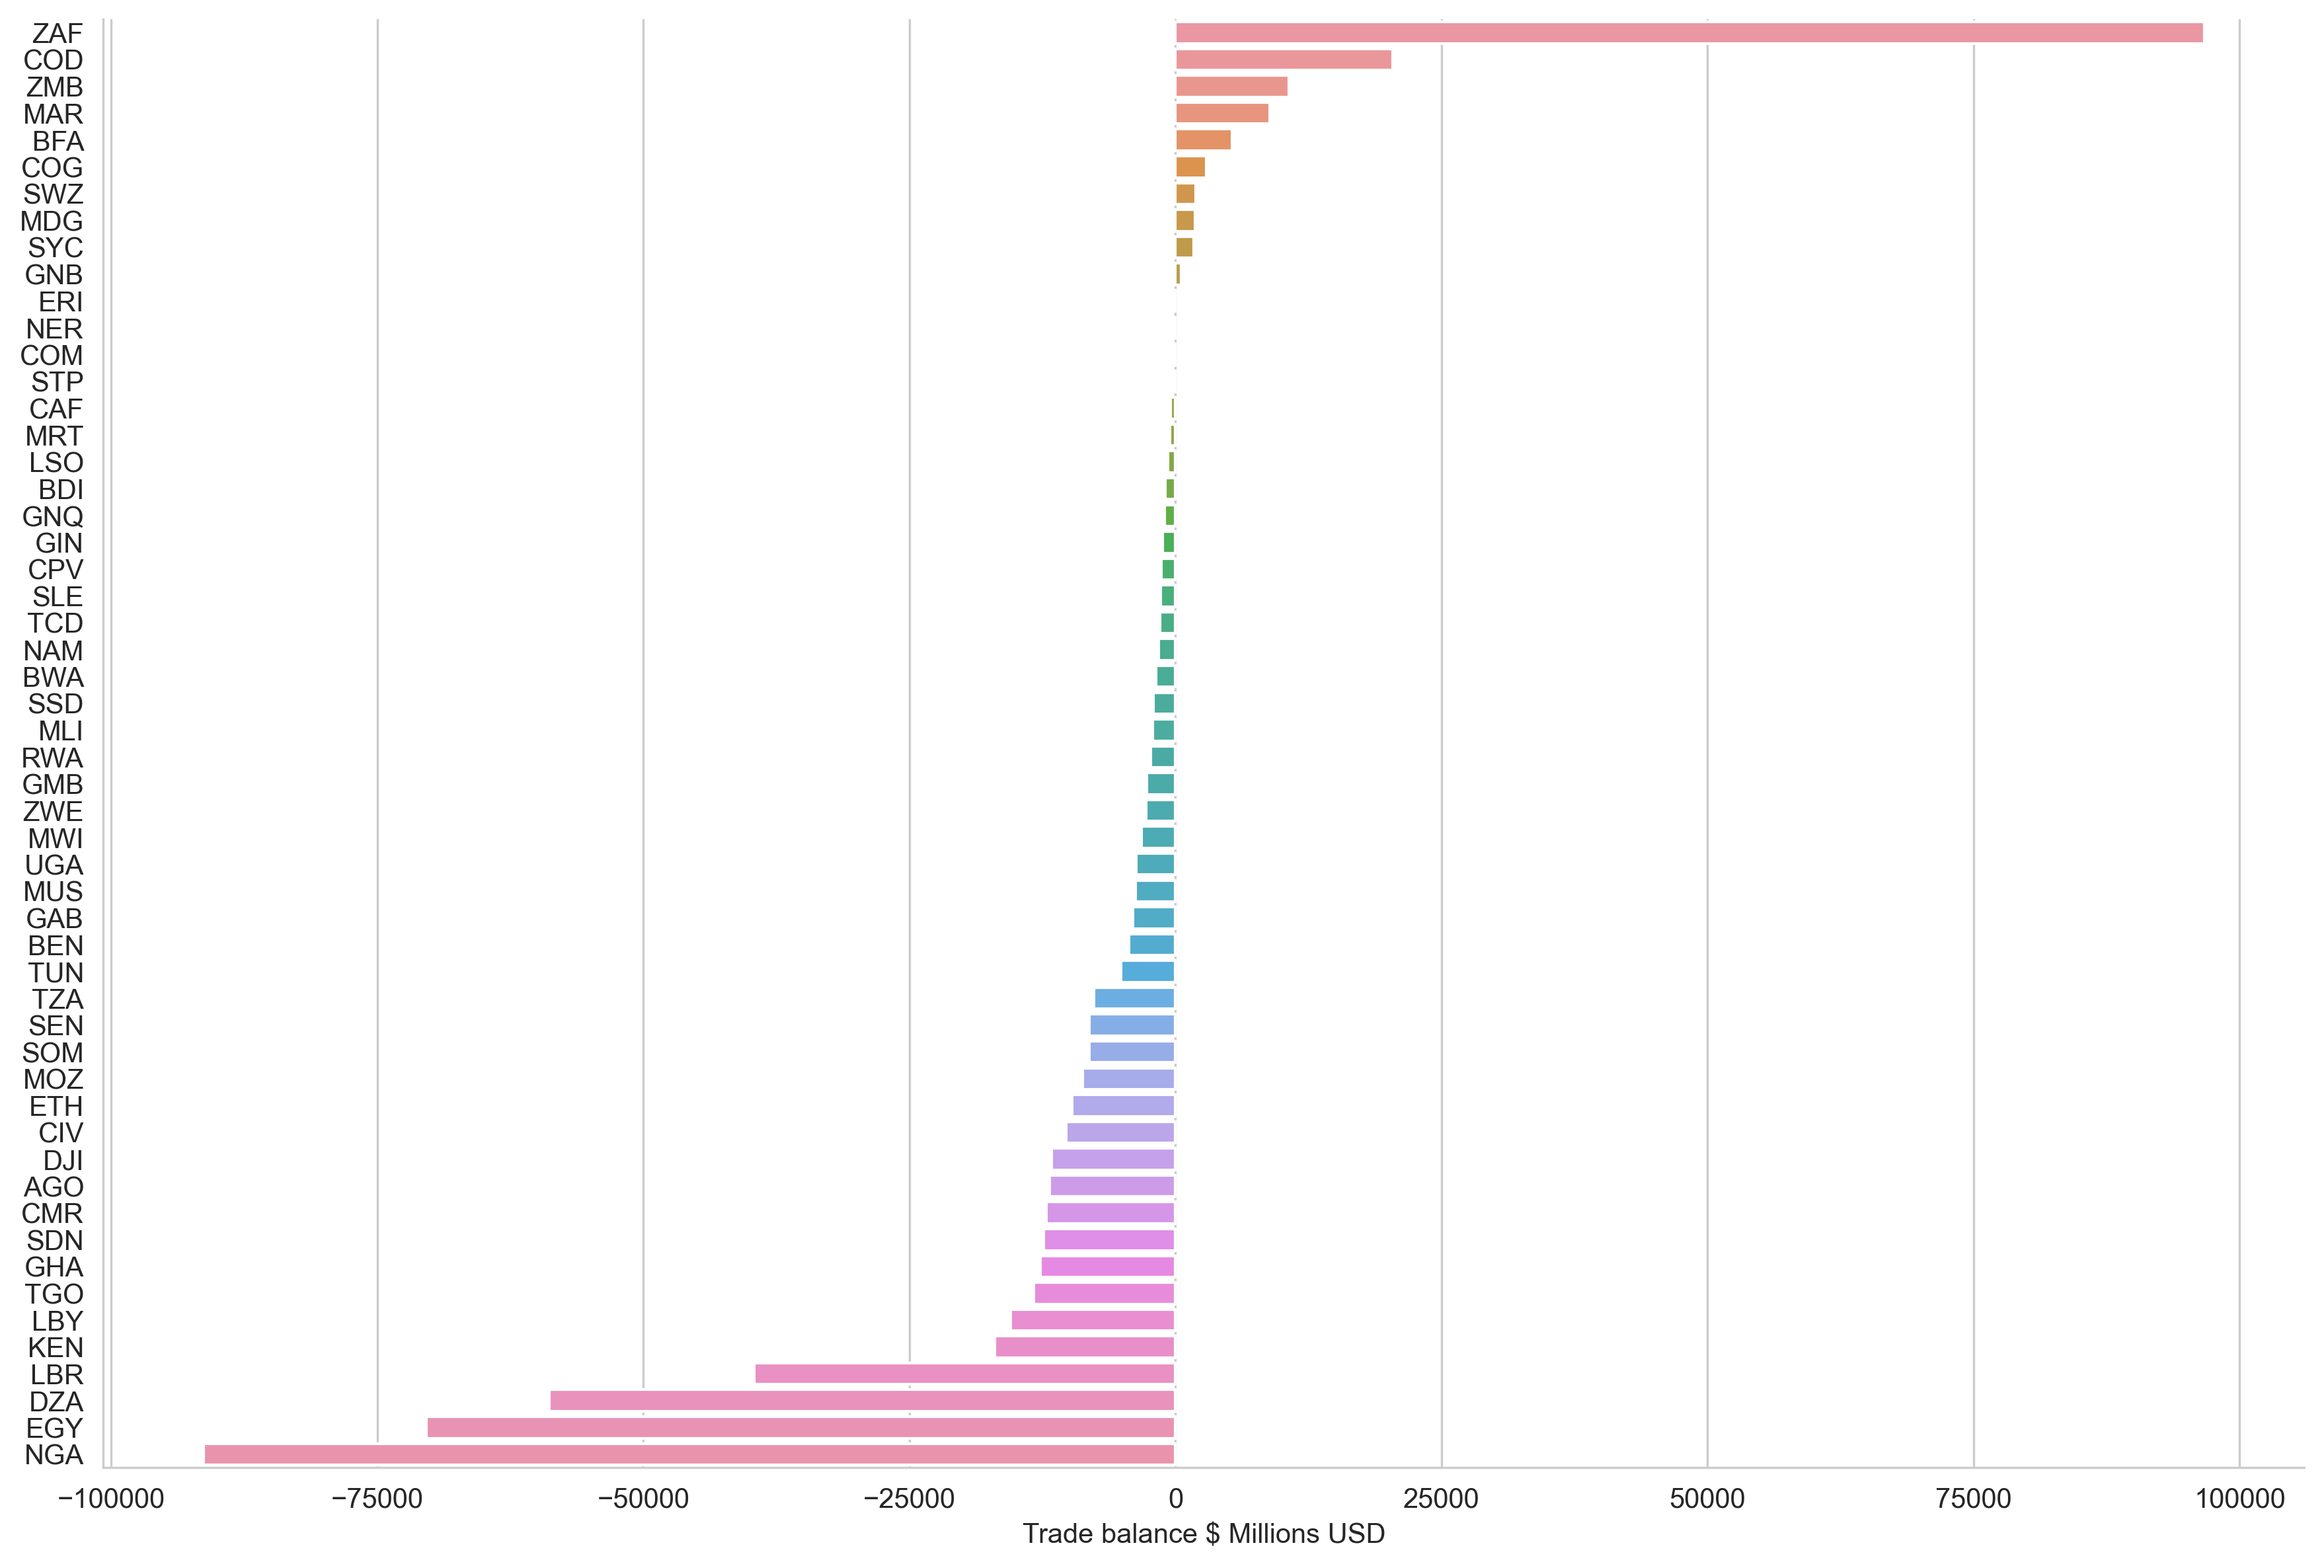 ZAF
COD
ZMB
MAR
BFA
COG
SWZ
MDG
SYC
GNB
ERI
NER
COM
STP
CAF
MRT
LSO
BDI
GNQ
GIN
CPV
SLE
TCD
NAM
BWA
SSD
MLI
RWA
GMB
ZWE
MWI
UGA
MUS
GAB
BEN
TUN
TZA
SEN
SOM
MOZ
ETH
CIV
DJI
AGO
CMR
SDN
GHA
TGO
LBY
KEN
LBR
DZA
EGY
NGA
−100000 −75000 −50000 −25000 0 25000 50000 75000 100000
Trade balance $ Millions USD